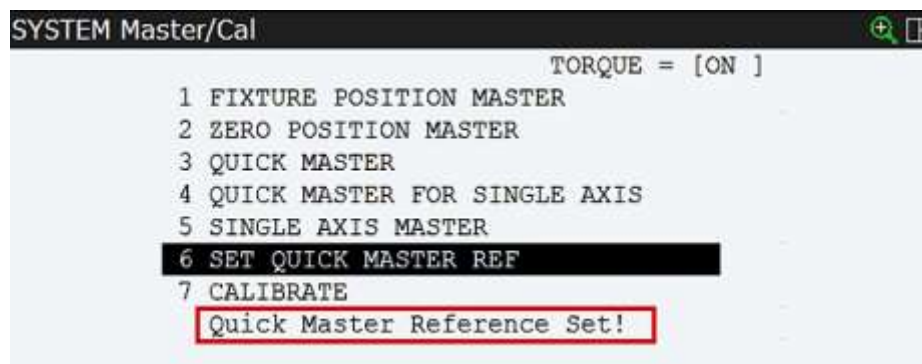 SYSTEM Master/Cal
TORQUE = [ON ]
1 FIXTURE POSITION MASTER
2 ZERO POSITION MASTER
3 QUICK MASTER
4 QUICK MASTER FOR SINGLE AXIS
5 SINGLE AXIS MASTER
6 SET QUICK MASTER REF
7 CALIBRATE
Quick Master Reference Set!